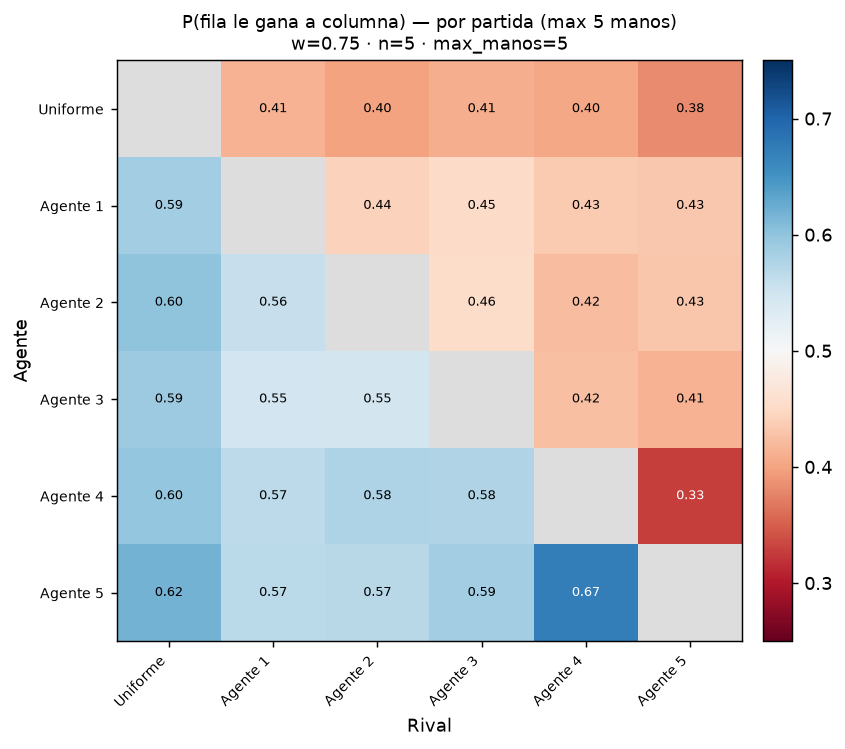 P(fila le gana a columna) — por partida (max 5 manos)
w=0.75 · n=5 · max_manos=5
Uniforme 0.41 0.40 0.41 0.40 0.38
Agente 1 0.59 0.44 0.45 0.43 0.43
Agente 2 0.60 0.56 0.46 0.42 0.43
Agente 3 0.59 0.55 0.55 0.42 0.41
Agente 4 0.60 0.57 0.58 0.58 0.33
Agente 5 0.62 0.57 0.57 0.59 0.67
Agente
Uniforme Agente 1 Agente 2 Agente 3 Agente 4 Agente 5
Rival
0.7
0.6
0.5
0.4
0.3